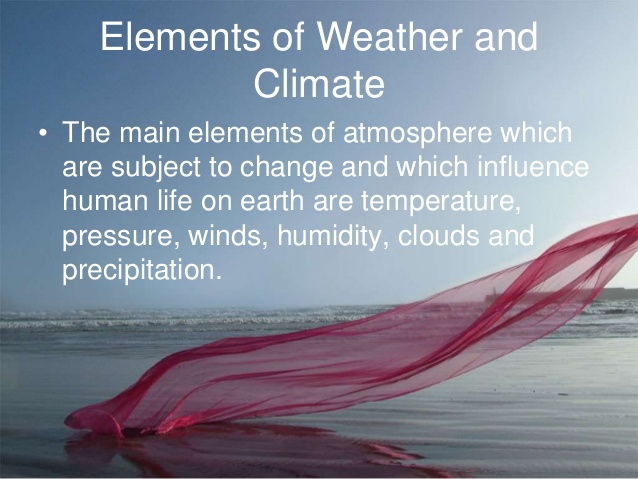 Elements of Weather and
Climate
• The main elements of atmosphere which
are subject to change and which influence
human life on earth are temperature,
pressure, winds, humidity, clouds and
precipitation.